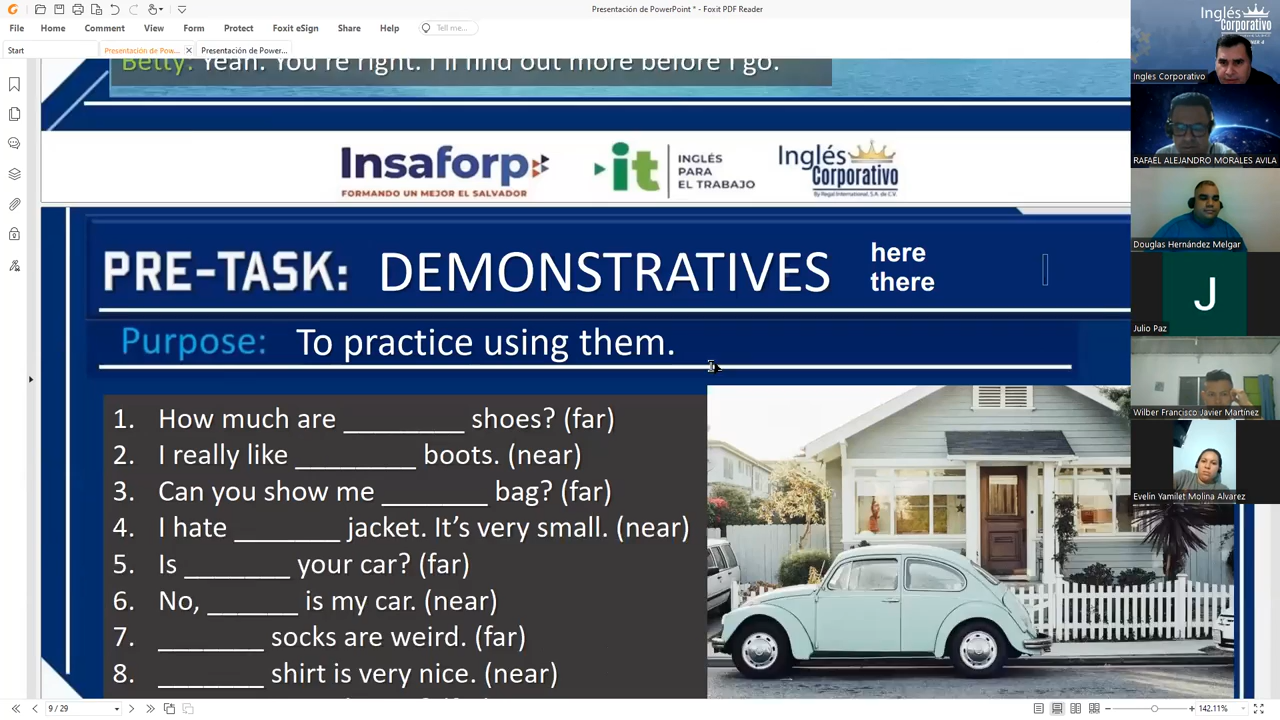 Presentación de PowerPoint * - Foxit PDF Reader
File Home Comment View Form Protect Foxit eSign Share Help Tell me...
Start Presentación de Pow... Presentación de Power...
Betty: Yeah. You're right. I'll find out more before I go.
Insaforp
FORMANDO UN MEJOR EL SALVADOR
it INGLÉS PARA EL TRABAJO
Inglés Corporativo
By Regal International, S.A. de C.V.
PRE-TASK: DEMONSTRATIVES
here
there
Purpose: To practice using them.
1. How much are ________ shoes? (far)
2. I really like ________ boots. (near)
3. Can you show me _______ bag? (far)
4. I hate _______ jacket. It's very small. (near)
5. Is _______ your car? (far)
6. No, ______ is my car. (near)
7. _______ socks are weird. (far)
8. _______ shirt is very nice. (near)
Inglés Corporativo
Ingles Corporativo
RAFAEL ALEJANDRO MORALES AVILA
Douglas Hernández Melgar
J
Julio Paz
Wilber Francisco Javier Martínez
Evelin Yamilet Molina Alvarez
9 / 29
142.11%